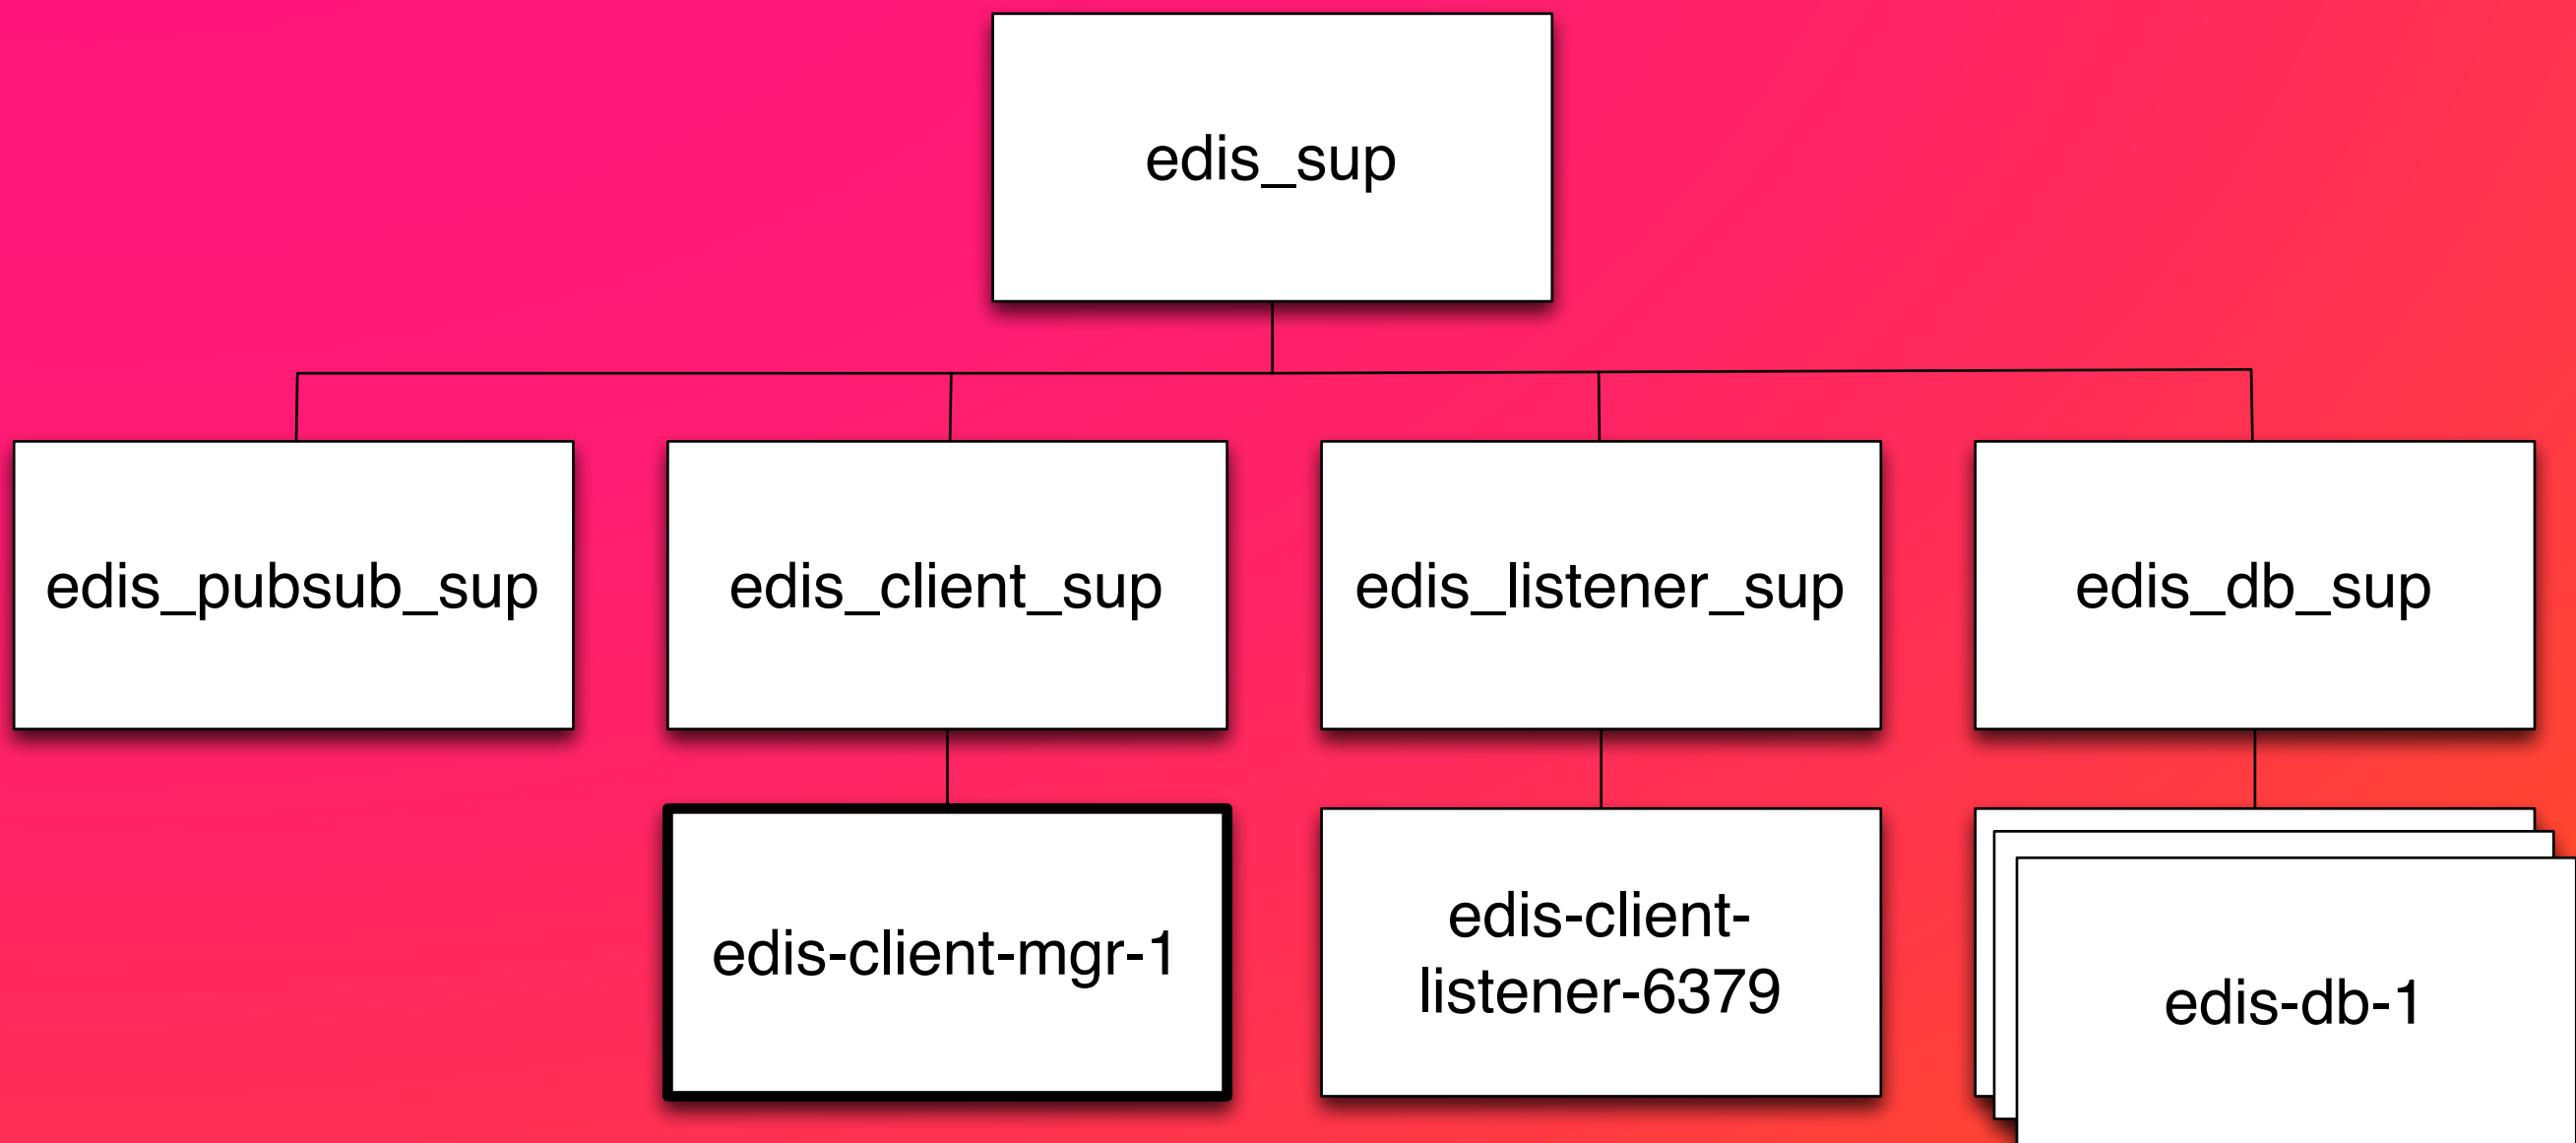 edis_sup
edis_pubsub_sup
edis_client_sup
edis_listener_sup
edis_db_sup
edis-client-mgr-1
edis-client-
listener-6379
edis-db-1